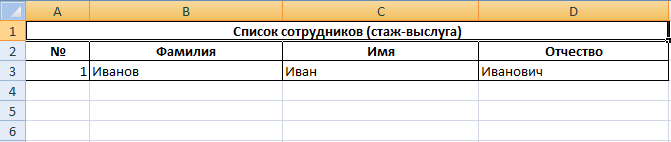 A B C D
1 Список сотрудников (стаж-выслуга)
2 № Фамилия Имя Отчество
3 1 Иванов Иван Иванович
4
5
6